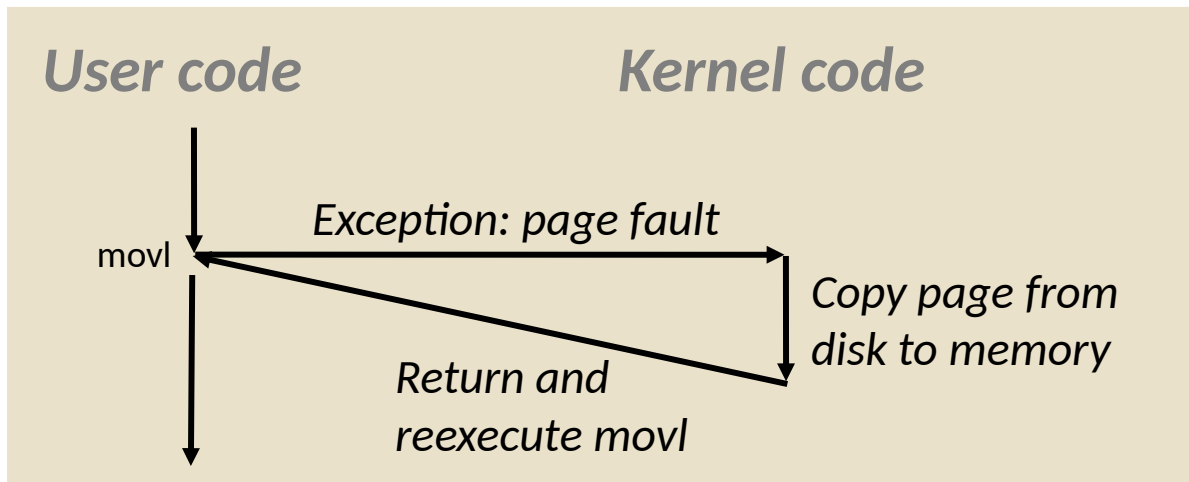 User code
Kernel code
Exception: page fault
movl
Copy page from
disk to memory
Return and
reexecute movl